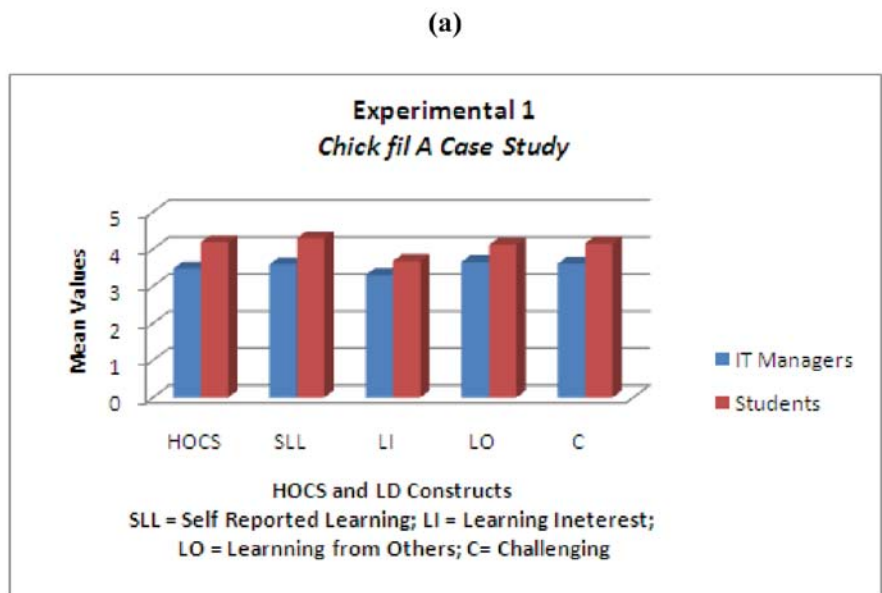 (a)
Experimental 1
Chick fil A Case Study
Mean Values
5
4
3
2
1
0
HOCS SLL LI LO C
IT Managers
Students
HOCS and LD Constructs
SLL = Self Reported Learning; LI = Learning Ineterest;
LO = Learnning from Others; C= Challenging